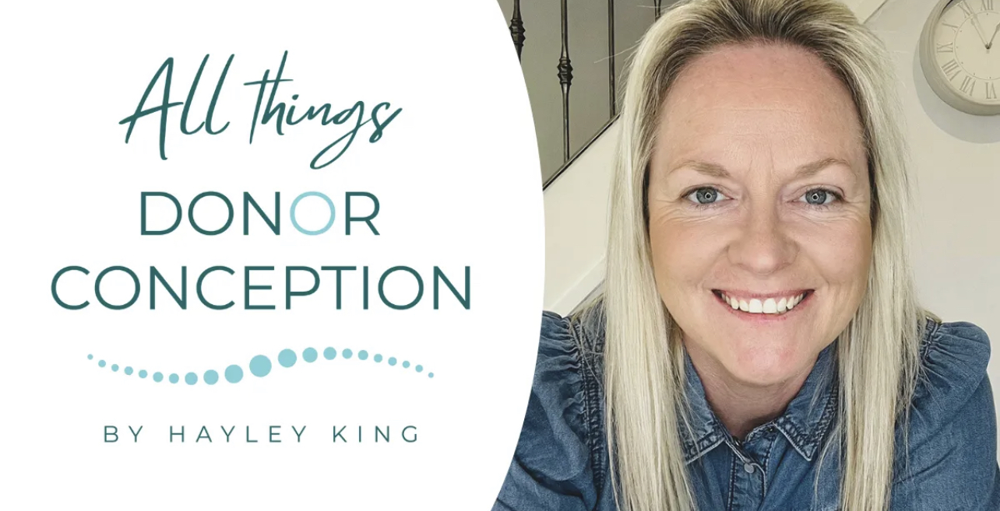 All things
DONOR
CONCEPTION
BY HAYLEY KING